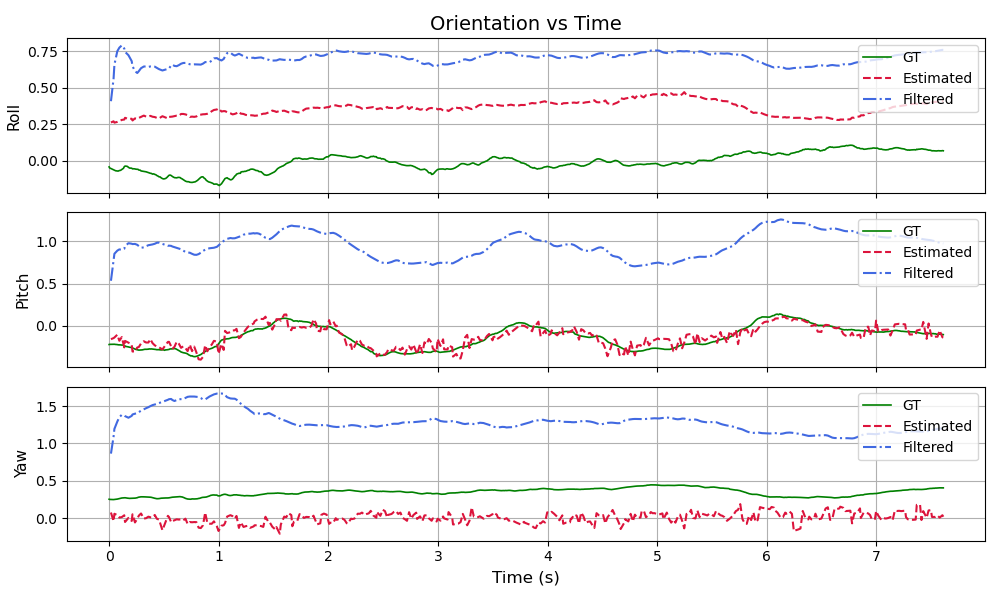 Orientation vs Time
0.75
0.50
0.25
0.00
Roll
GT
Estimated
Filtered
1.0
0.5
0.0
Pitch
GT
Estimated
Filtered
1.5
1.0
0.5
0.0
Yaw
GT
Estimated
Filtered
0 1 2 3 4 5 6 7
Time (s)